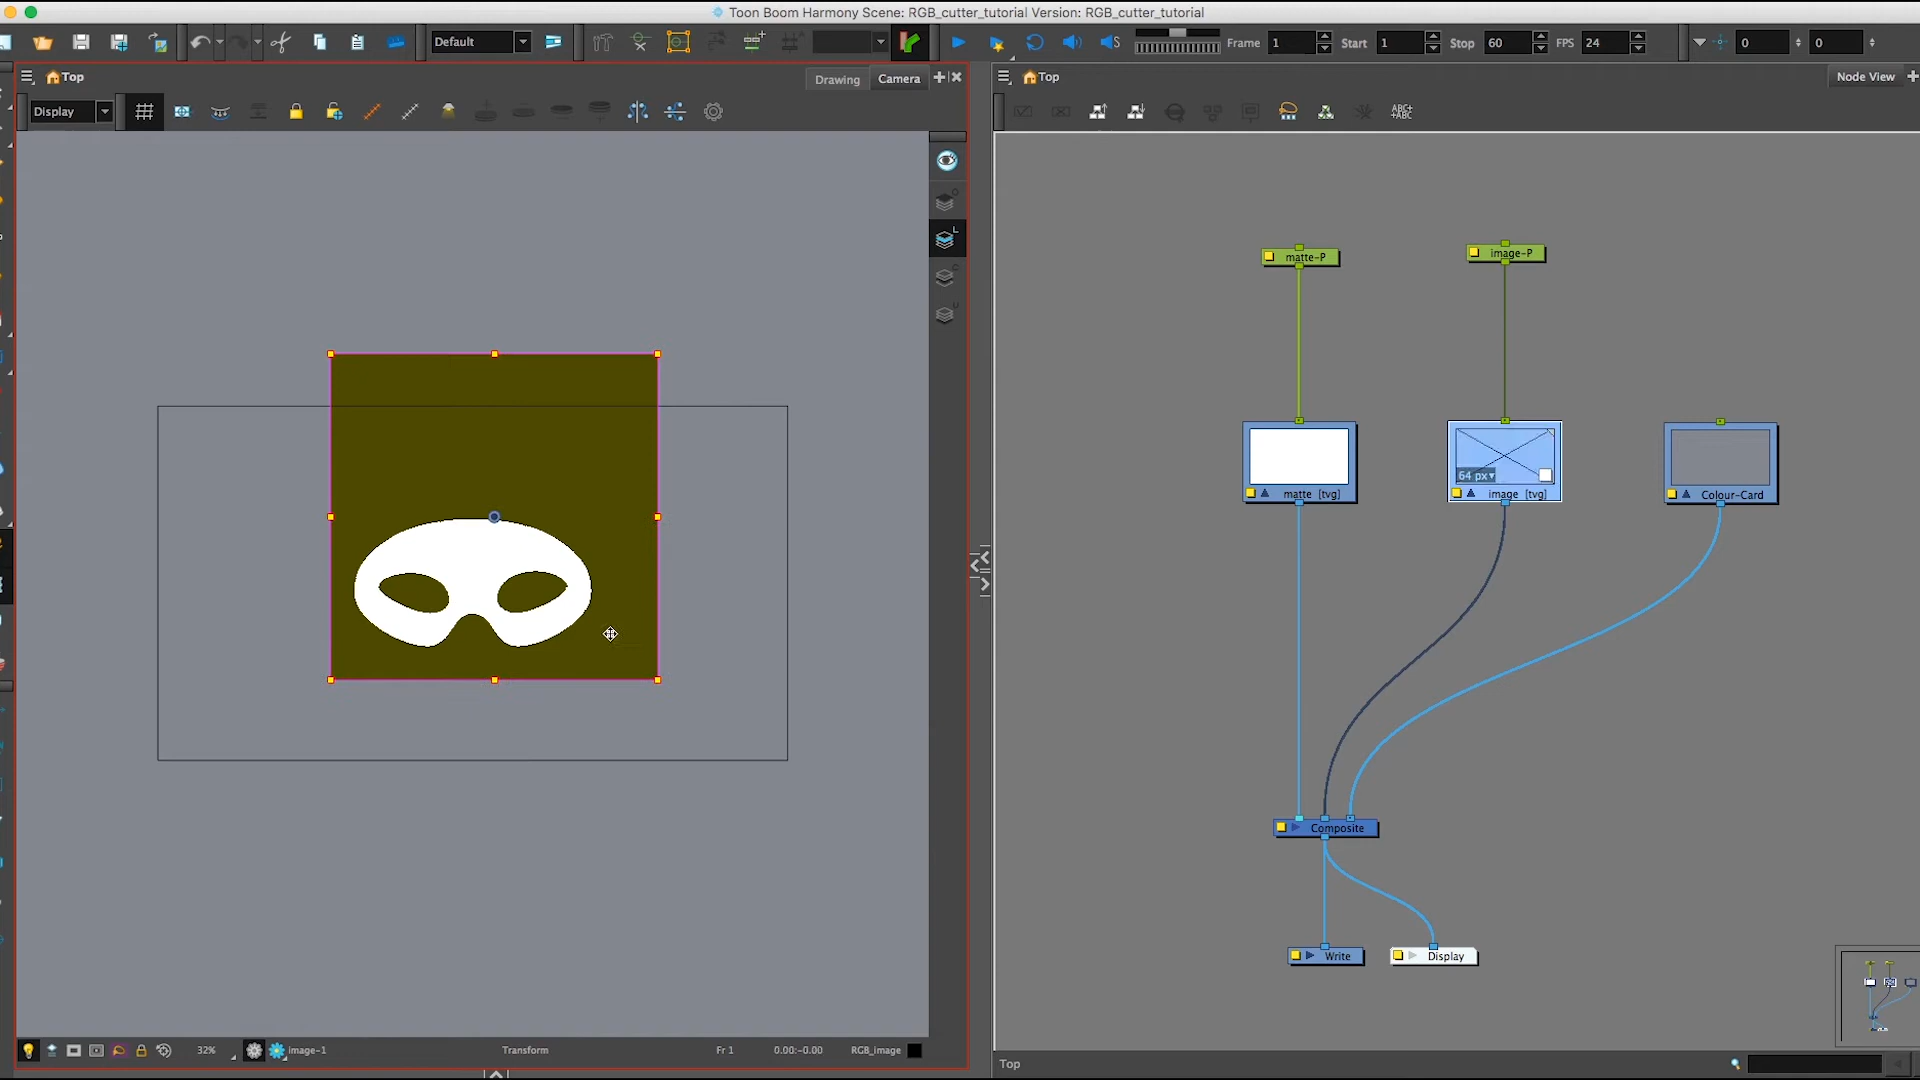 Toon Boom Harmony Scene: RGB_cutter_tutorial Version: RGB_cutter_tutorial
Default
Frame 1 Start 1 Stop 60 FPS 24 0 0
Top
Drawing Camera
Top
Node View
Display
ABC+
+ABC
matte-P
image-P
64 px
matte [tvg]
image [tvg]
Colour-Card
Composite
Write
Display
32%
image-1
Transform
Fr 1
0.00:-0.00
RGB_image
Top